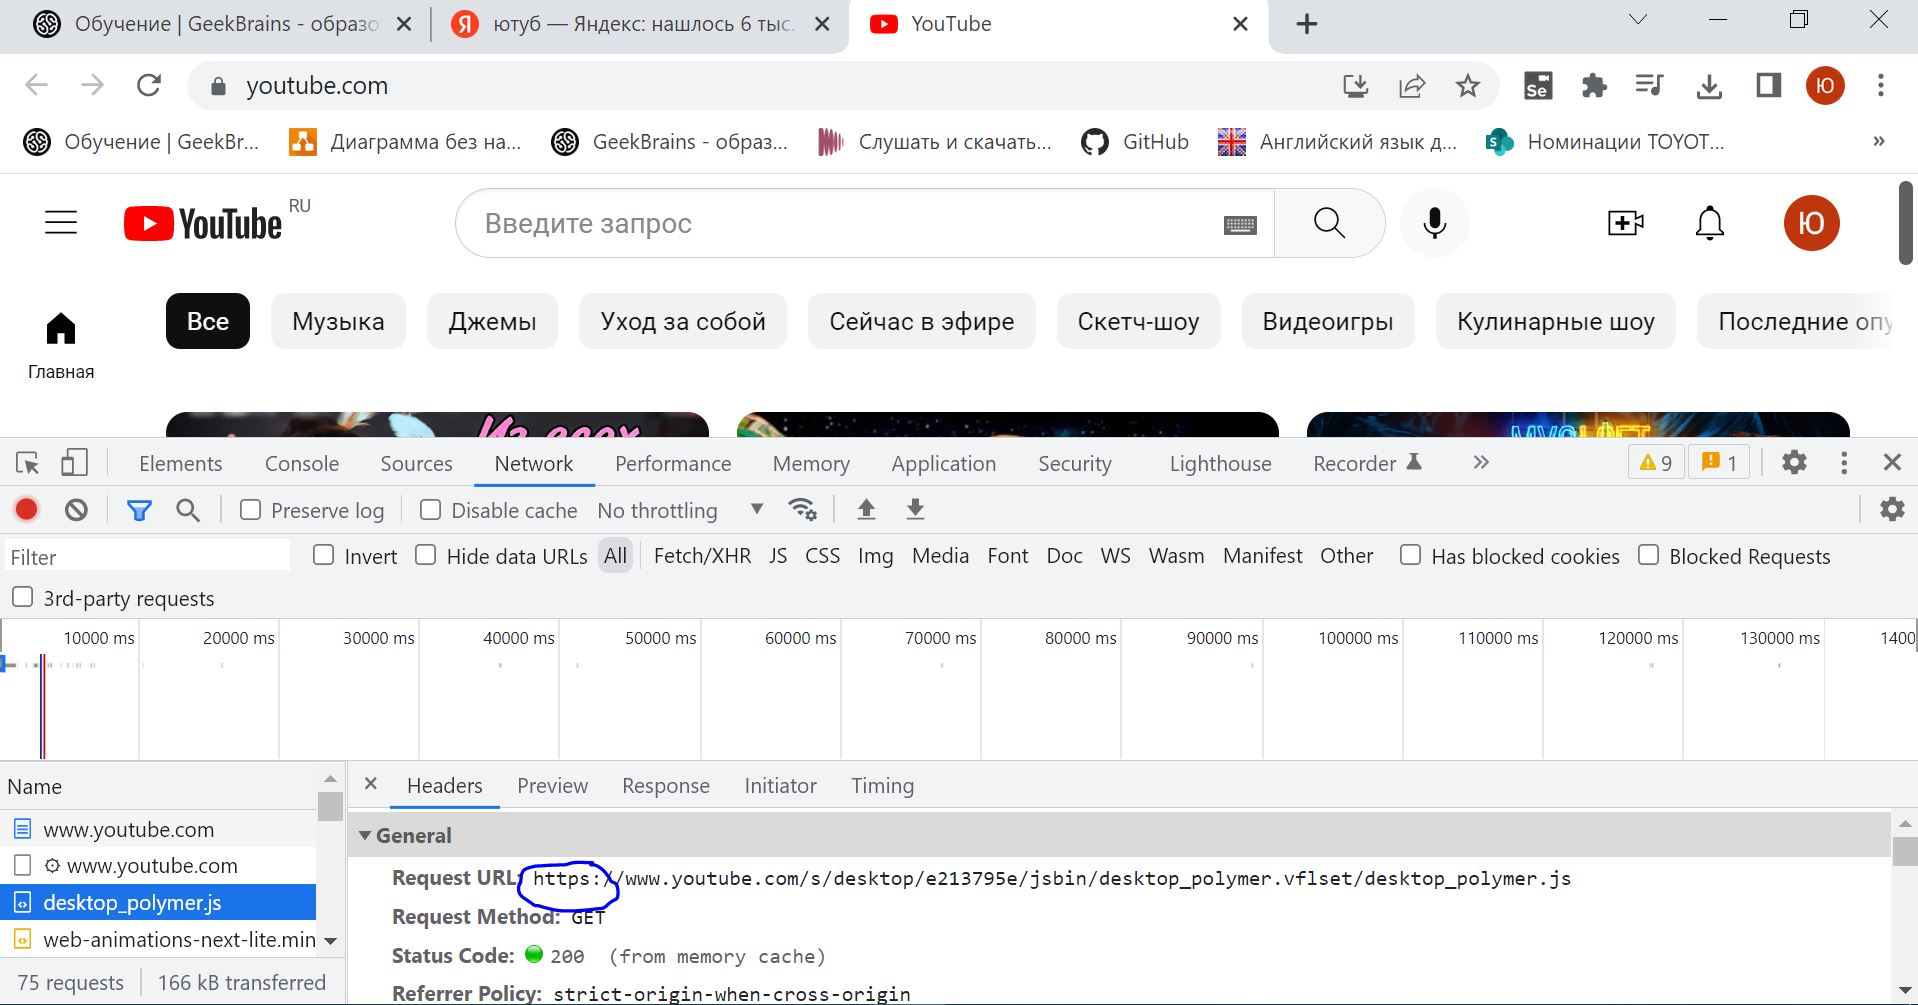 Обучение | GeekBrains - образо
ютуб — Яндекс: нашлось 6 тыс.
YouTube
youtube.com
Se
Ю
Обучение | GeekBr...
Диаграмма без на...
GeekBrains - образ...
Слушать и скачать...
GitHub
Английский язык д...
Номинации TOYOT...
»
YouTube RU
Введите запрос
Ю
Главная
Все
Музыка
Джемы
Уход за собой
Сейчас в эфире
Скетч-шоу
Видеоигры
Кулинарные шоу
Последние опу
Из всех
Elements Console Sources Network Performance Memory Application Security Lighthouse Recorder » 9 1
Preserve log Disable cache No throttling
Filter Invert Hide data URLs All Fetch/XHR JS CSS Img Media Font Doc WS Wasm Manifest Other Has blocked cookies Blocked Requests
3rd-party requests
10000 ms 20000 ms 30000 ms 40000 ms 50000 ms 60000 ms 70000 ms 80000 ms 90000 ms 100000 ms 110000 ms 120000 ms 130000 ms 1400
Name
www.youtube.com
www.youtube.com
desktop_polymer.js
web-animations-next-lite.min
75 requests 166 kB transferred
Headers Preview Response Initiator Timing
General
Request URL: https://www.youtube.com/s/desktop/e213795e/jsbin/desktop_polymer.vflset/desktop_polymer.js
Request Method: GET
Status Code: 200 (from memory cache)
Referrer Policy: strict-origin-when-cross-origin